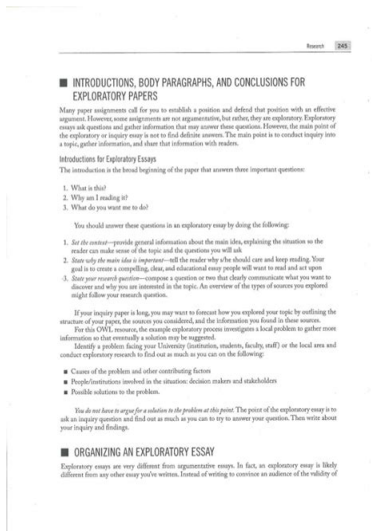 Research 245
INTRODUCTIONS, BODY PARAGRAPHS, AND CONCLUSIONS FOR
EXPLORATORY PAPERS
Many paper assignments call for you to establish a position and defend that position with an effective
argument. However, some assignments are not argumentative, but rather, they are exploratory. Exploratory
essays ask questions and gather information that may answer these questions. However, the main point of
the exploratory or inquiry essay is not to find definite answers. The main point is to conduct inquiry into
a topic, gather information, and share that information with readers.
Introductions for Exploratory Essays
The introduction is the broad beginning of the paper that answers three important questions:
1. What is this?
2. Why am I reading it?
3. What do you want me to do?
You should answer these questions in an exploratory essay by doing the following:
1. Set the context—provide general information about the main idea, explaining the situation so the
reader can make sense of the topic and the questions you will ask
2. State why the main idea is important—tell the reader why s/he should care and keep reading. Your
goal is to create a compelling, clear, and educational essay people will want to read and act upon
3. State your research question—compose a question or two that clearly communicate what you want to
discover and why you are interested in the topic. An overview of the types of sources you explored
might follow your research question.
If your inquiry paper is long, you may want to forecast how you explored your topic by outlining the
structure of your paper, the sources you considered, and the information you found in these sources.
For this OWL resource, the example exploratory process investigates a local problem to gather more
information so that eventually a solution may be suggested.
Identify a problem facing your University (institution, students, faculty, staff) or the local area and
conduct exploratory research to find out as much as you can on the following:
■ Causes of the problem and other contributing factors
■ People/institutions involved in the situation: decision makers and stakeholders
■ Possible solutions to the problem.
You do not have to argue for a solution to the problem at this point. The point of the exploratory essay is to
ask an inquiry question and find out as much as you can to try to answer your question. Then write about
your inquiry and findings.
ORGANIZING AN EXPLORATORY ESSAY
Exploratory essays are very different from argumentative essays. In fact, an exploratory essay is likely
different from any other essay you've written. Instead of writing to convince an audience of the validity of